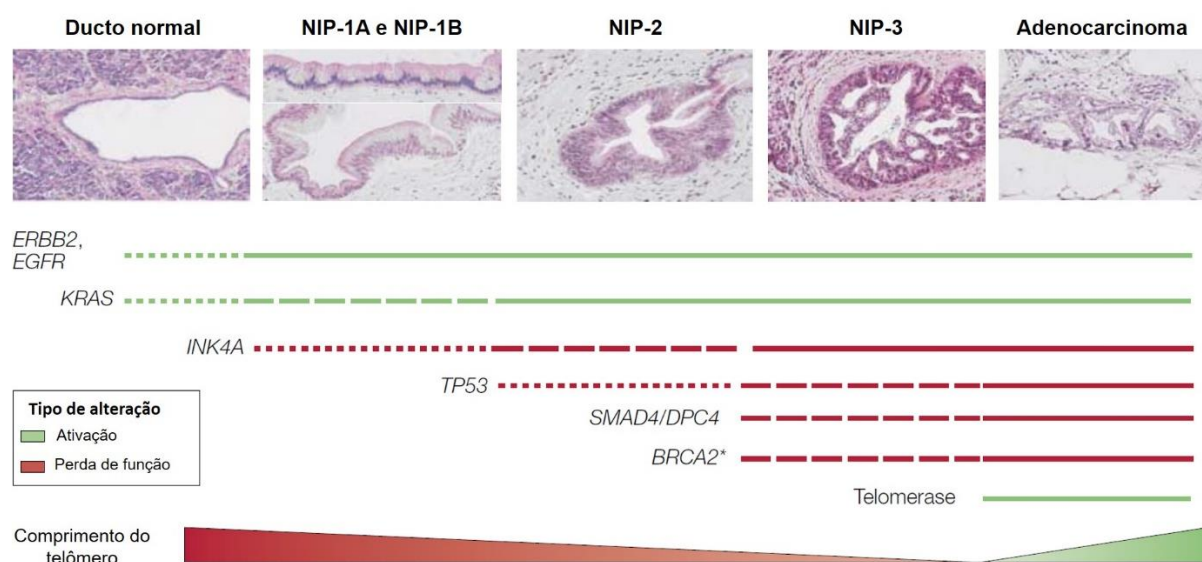 Ducto normal
NIP-1A e NIP-1B
NIP-2
NIP-3
Adenocarcinoma
ERBB2,
EGFR
KRAS
INK4A
TP53
SMAD4/DPC4
BRCA2*
Telomerase
Tipo de alteração
Ativação
Perda de função
Comprimento do
telômero